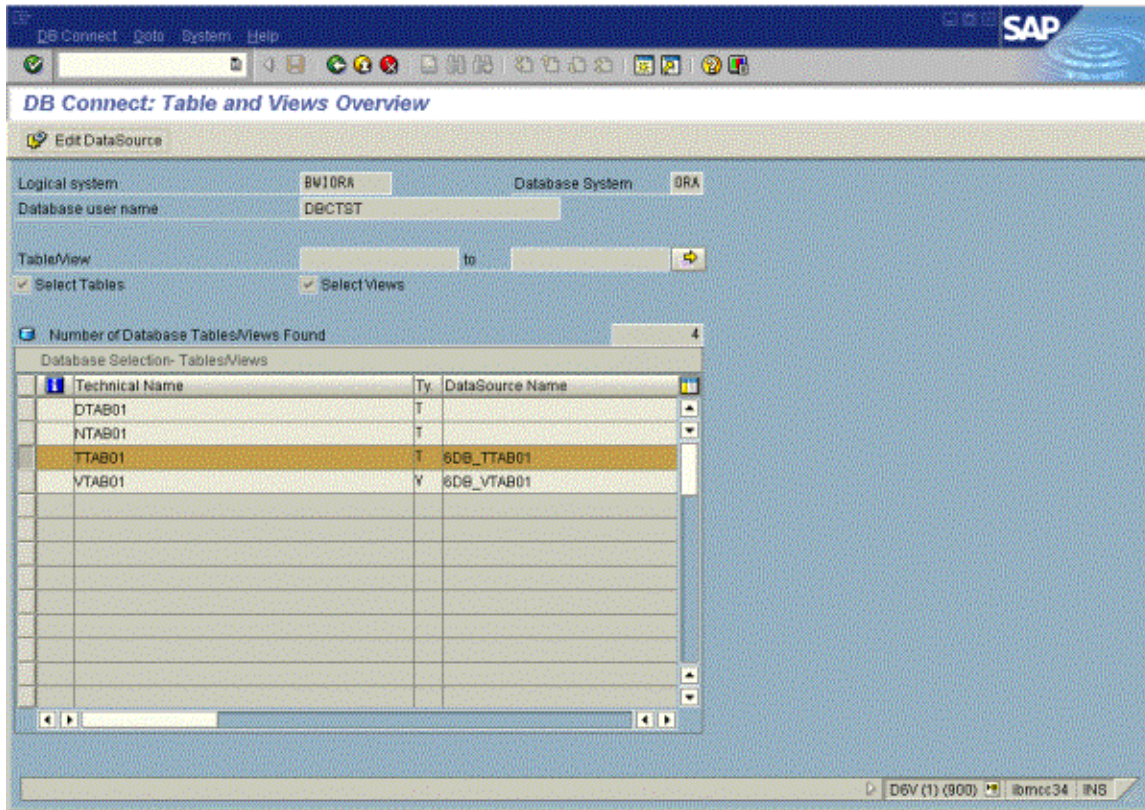 SAP
DB Connect Goto System Help
DB Connect: Table and Views Overview
Edit DataSource
Logical system BW1ORA Database System ORA
Database user name DBCTST
Table/View to
Select Tables Select Views
Number of Database Tables/Views Found 4
Database Selection- Tables/Views
Technical Name Ty. DataSource Name
DTAB01 T
NTAB01 T
TTAB01 T 6DB_TTAB01
VTAB01 V 6DB_VTAB01
D6V (1) (900) ibmcc34 INS